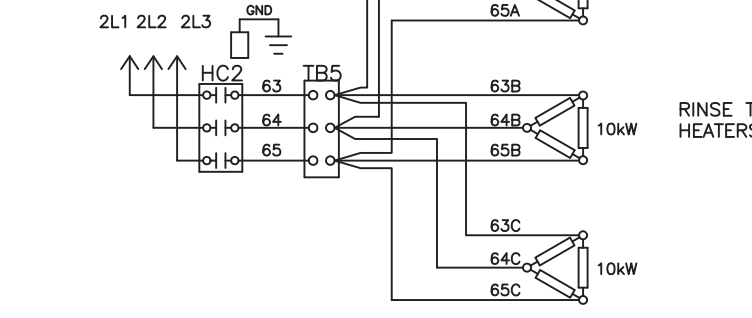 65A
GND
2L1 2L2 2L3
HC2 TB5
63 63B
64 64B 10kW
65 65B
RINSE
HEATERS
63C
64C 10kW
65C